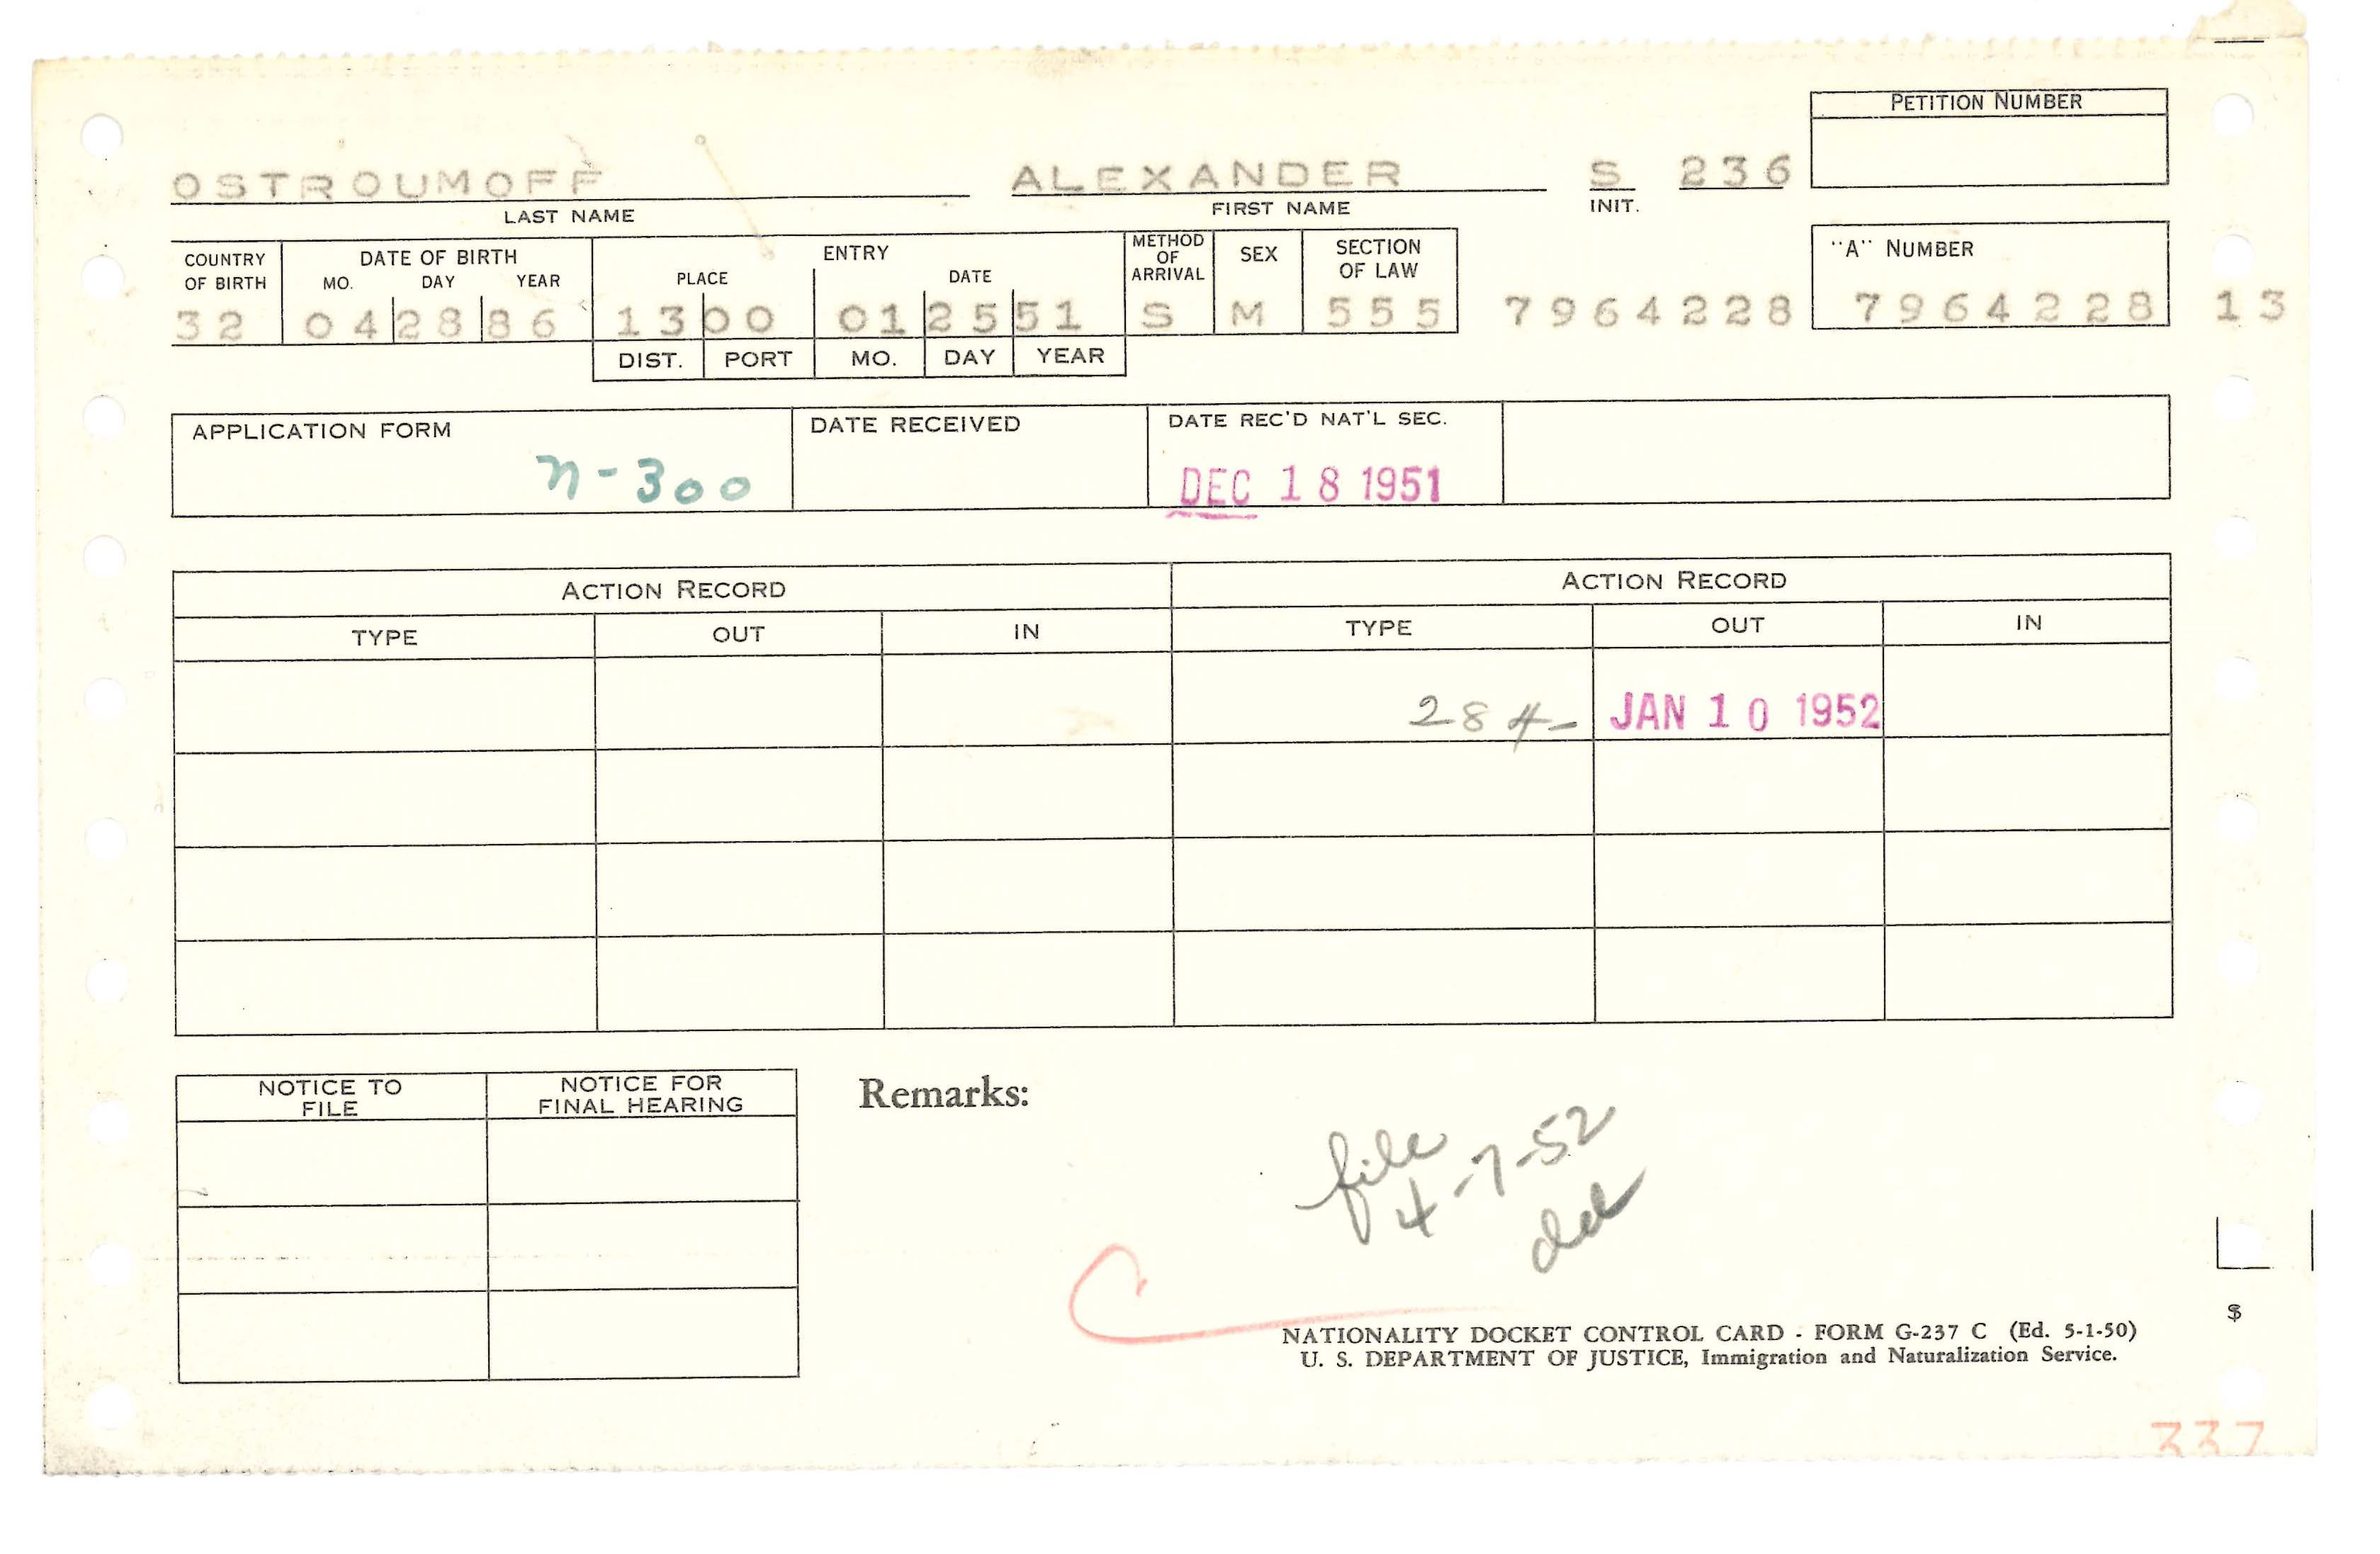 PETITION NUMBER
OSTROUMOFF ALEXANDER S 236
LAST NAME FIRST NAME INIT.
COUNTRY OF BIRTH DATE OF BIRTH MO. DAY YEAR ENTRY PLACE DATE METHOD OF ARRIVAL SEX SECTION OF LAW "A" NUMBER
32 04 28 86 13 00 01 25 51 S M 555 7964228 7964228 13
DIST. PORT MO. DAY YEAR
APPLICATION FORM DATE RECEIVED DATE REC'D NAT'L SEC.
n-300 DEC 18 1951
ACTION RECORD ACTION RECORD
TYPE OUT IN TYPE OUT IN
284 JAN 10 1952
NOTICE TO FILE NOTICE FOR FINAL HEARING
Remarks:
file
4-7-52
NATIONALITY DOCKET CONTROL CARD - FORM G-237 C (Ed. 5-1-50)
U. S. DEPARTMENT OF JUSTICE, Immigration and Naturalization Service.
$
337